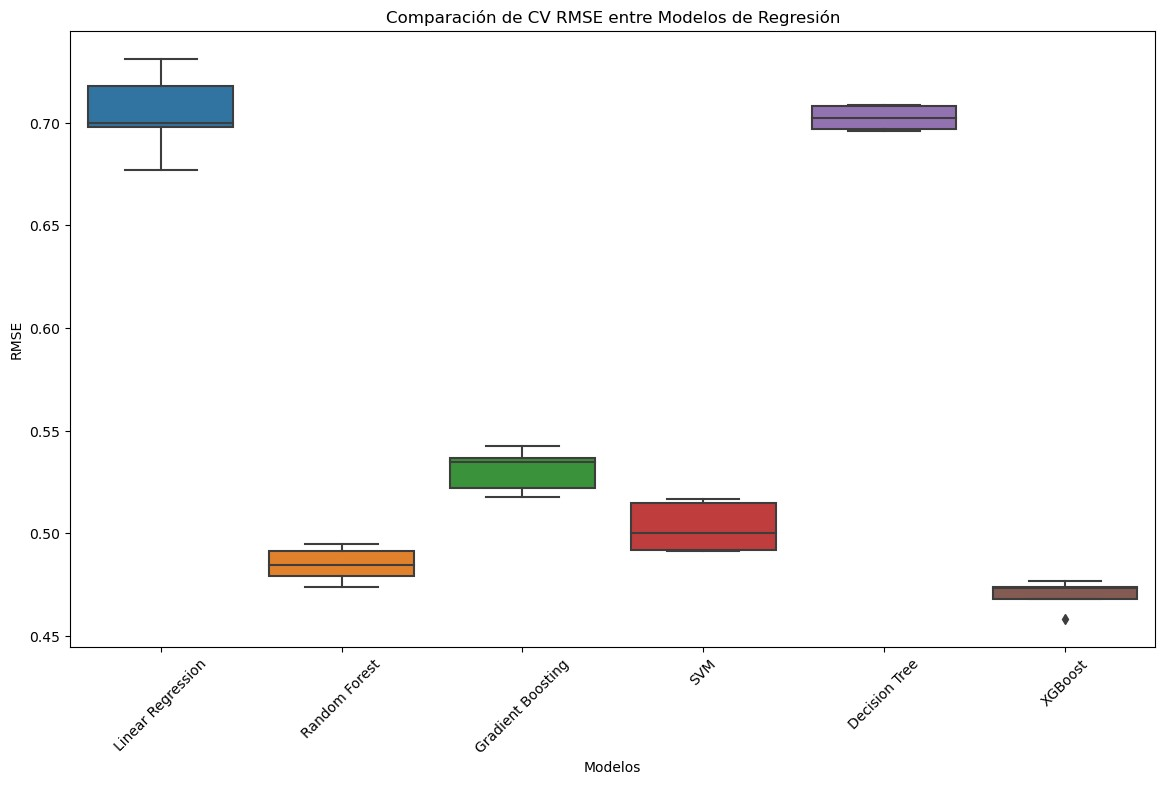 Comparación de CV RMSE entre Modelos de Regresión
RMSE
0.70
0.65
0.60
0.55
0.50
0.45
Linear Regression
Random Forest
Gradient Boosting
SVM
Decision Tree
XGBoost
Modelos